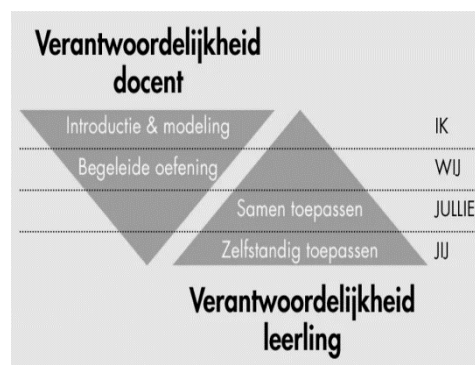 Verantwoordelijkheid
docent
Introductie & modeling
IK
Begeleide oefening
WIJ
Samen toepassen
JULLIE
Zelfstandig toepassen
JIJ
Verantwoordelijkheid
leerling